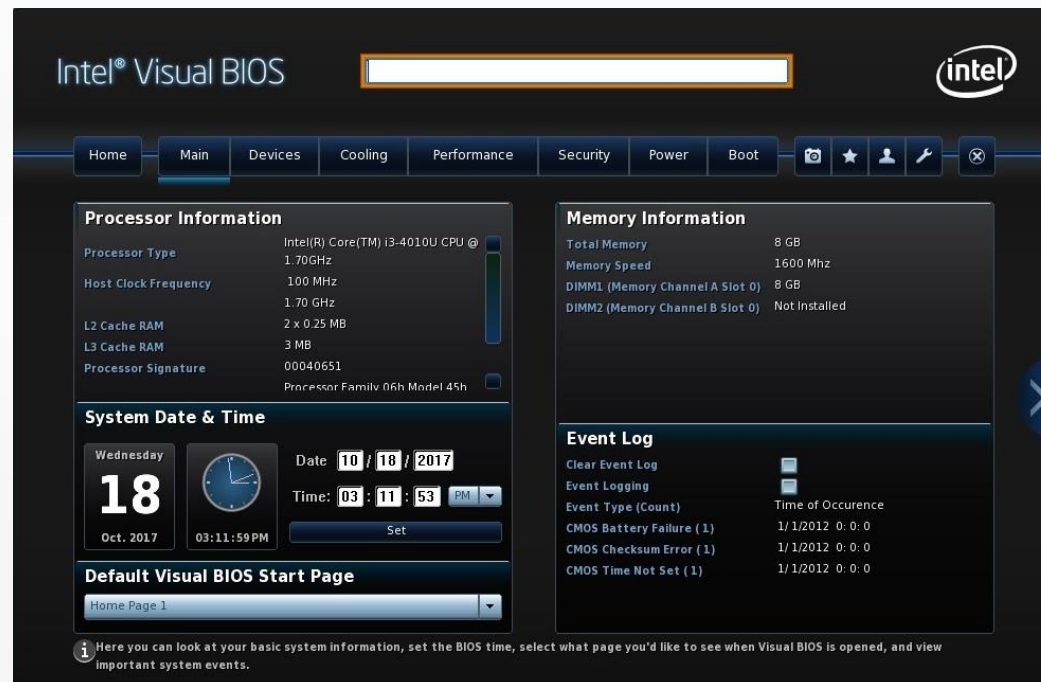 Intel® Visual BIOS
intel
Home Main Devices Cooling Performance Security Power Boot
Processor Information
Processor Type Intel(R) Core(TM) i3-4010U CPU @
1.70GHz
Host Clock Frequency 100 MHz
1.70 GHz
L2 Cache RAM 2 x 0.25 MB
L3 Cache RAM 3 MB
Processor Signature 00040651
Processor Family 06h Model 45h
Memory Information
Total Memory 8 GB
Memory Speed 1600 Mhz
DIMM1 (Memory Channel A Slot 0) 8 GB
DIMM2 (Memory Channel B Slot 0) Not Installed
System Date & Time
Wednesday
18
Oct. 2017
03:11:59 PM
Date 10 / 18 / 2017
Time: 03 : 11 : 53 PM
Set
Default Visual BIOS Start Page
Home Page 1
Event Log
Clear Event Log
Event Logging
Event Type (Count) Time of Occurence
CMOS Battery Failure ( 1 ) 1/ 1/2012 0: 0: 0
CMOS Checksum Error ( 1 ) 1/ 1/2012 0: 0: 0
CMOS Time Not Set ( 1 ) 1/ 1/2012 0: 0: 0
Here you can look at your basic system information, set the BIOS time, select what page you'd like to see when Visual BIOS is opened, and view
important system events.